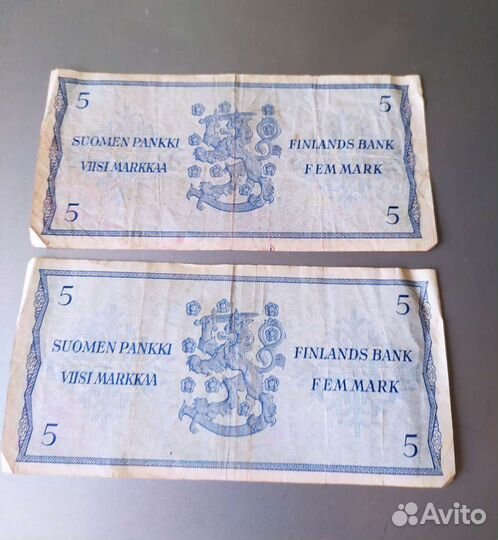 5 5
SUOMEN PANKKI FINLANDS BANK
VIISI MARKKAA FEM MARK
5 5
5 5
SUOMEN PANKKI FINLANDS BANK
VIISI MARKKAA FEM MARK
5 5
Avito